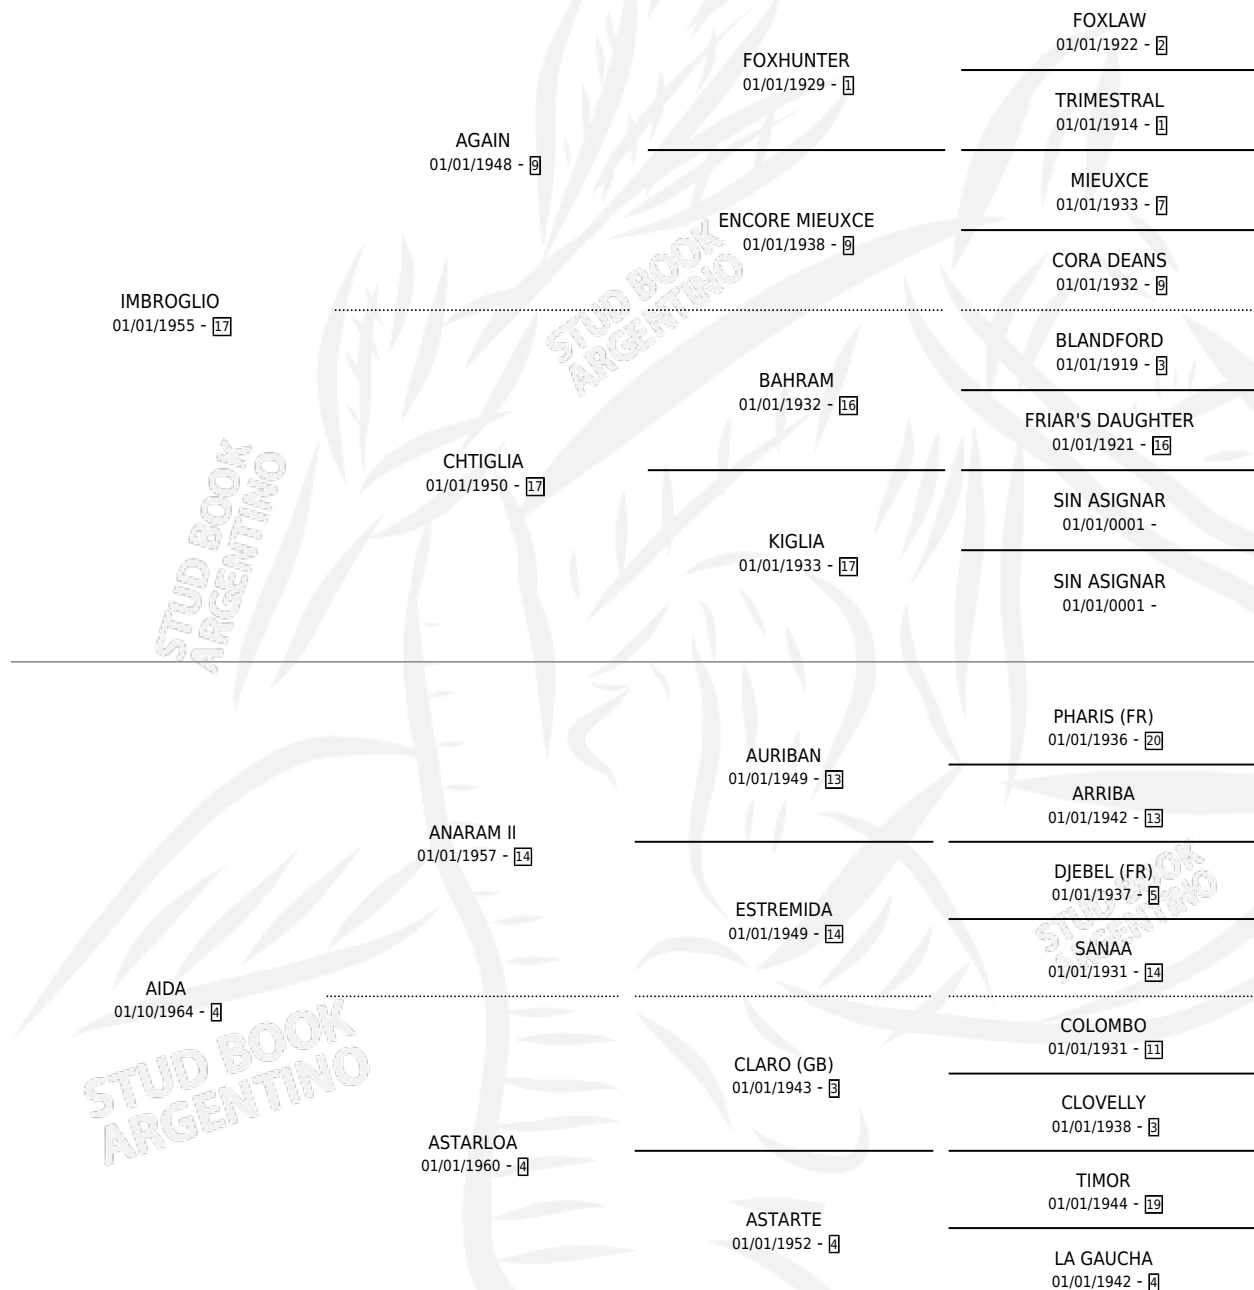 FOXLAW
01/01/1922 - 2
FOXHUNTER
01/01/1929 - 1
TRIMESTRAL
01/01/1914 - 1
AGAIN
01/01/1948 - 9
MIEUXCE
01/01/1933 - 7
ENCORE MIEUXCE
01/01/1938 - 9
CORA DEANS
01/01/1932 - 9
IMBROGLIO
01/01/1955 - 17
STUD BOOK
ARGENTINO
BLANDFORD
01/01/1919 - 3
BAHRAM
01/01/1932 - 16
FRIAR'S DAUGHTER
01/01/1921 - 16
CHTIGLIA
01/01/1950 - 17
SIN ASIGNAR
01/01/0001 -
KIGLIA
01/01/1933 - 17
SIN ASIGNAR
01/01/0001 -
STUD BOOK
ARGENTINO
PHARIS (FR)
01/01/1936 - 20
AURIBAN
01/01/1949 - 13
ARRIBA
01/01/1942 - 13
ANARAM II
01/01/1957 - 14
DJEBEL (FR)
01/01/1937 - 5
ESTREMIDA
01/01/1949 - 14
STUD BOOK
ARGENTINO
SANAA
01/01/1931 - 14
AIDA
01/10/1964 - 4
STUD BOOK
ARGENTINO
COLOMBO
01/01/1931 - 11
CLARO (GB)
01/01/1943 - 3
CLOVELLY
01/01/1938 - 3
ASTARLOA
01/01/1960 - 4
TIMOR
01/01/1944 - 19
ASTARTE
01/01/1952 - 4
LA GAUCHA
01/01/1942 - 4